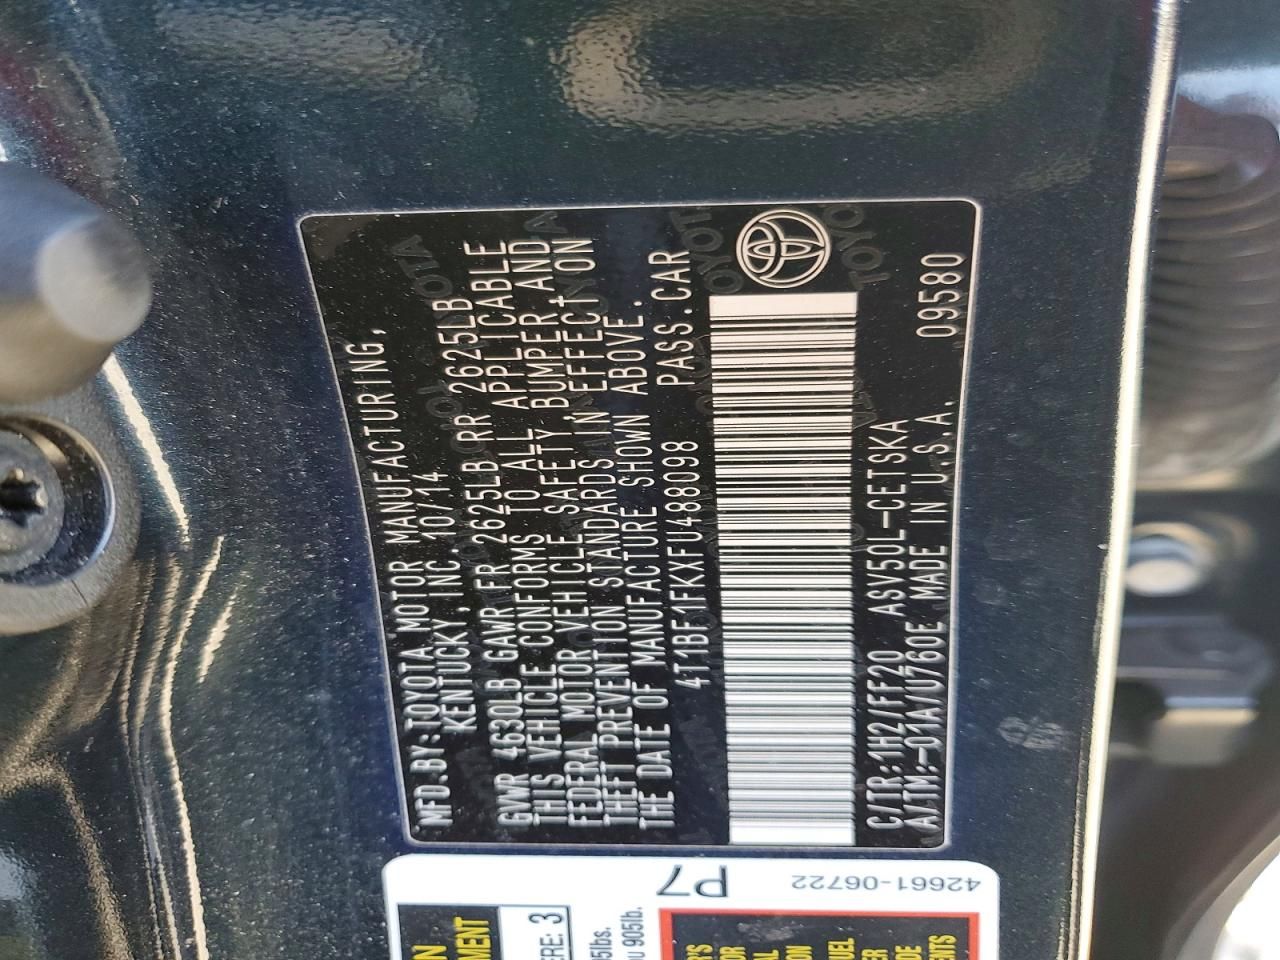 MFD.BY:TOYOTA MOTOR MANUFACTURING,
KENTUCKY, INC. 10/14
GVWR 4630LB GAWR FR 2625LB RR 2625LB
THIS VEHICLE CONFORMS TO ALL APPLICABLE
FEDERAL MOTOR VEHICLE SAFETY, BUMPER, AND
THEFT PREVENTION STANDARDS IN EFFECT ON
THE DATE OF MANUFACTURE SHOWN ABOVE.
4T1BF1FKXFU488098 PASS.CAR
C/TR:1H2/FF20 ASV50L-CETSKA
A/TM:-01A/U760E MADE IN U.S.A. 09580
P7
42661-06722